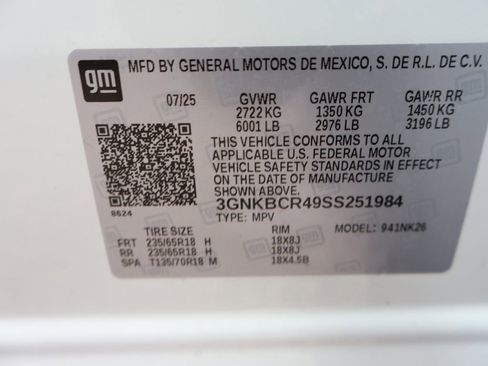 gm MFD BY GENERAL MOTORS DE MEXICO, S. DE R.L. DE C.V.
07/25 GVWR GAWR FRT GAWR RR
2722 KG 1350 KG 1450 KG
6001 LB 2976 LB 3196 LB
THIS VEHICLE CONFORMS TO ALL
APPLICABLE U.S. FEDERAL MOTOR
VEHICLE SAFETY STANDARDS IN EFFECT
ON THE DATE OF MANUFACTURE
SHOWN ABOVE.
3GNKBCR49SS251984
8624 TYPE: MPV MODEL: 941NK26
TIRE SIZE RIM
FRT 235/65R18 H 18X8J
RR 235/65R18 H 18X8J
SPA T135/70R18 M 18X4.5B